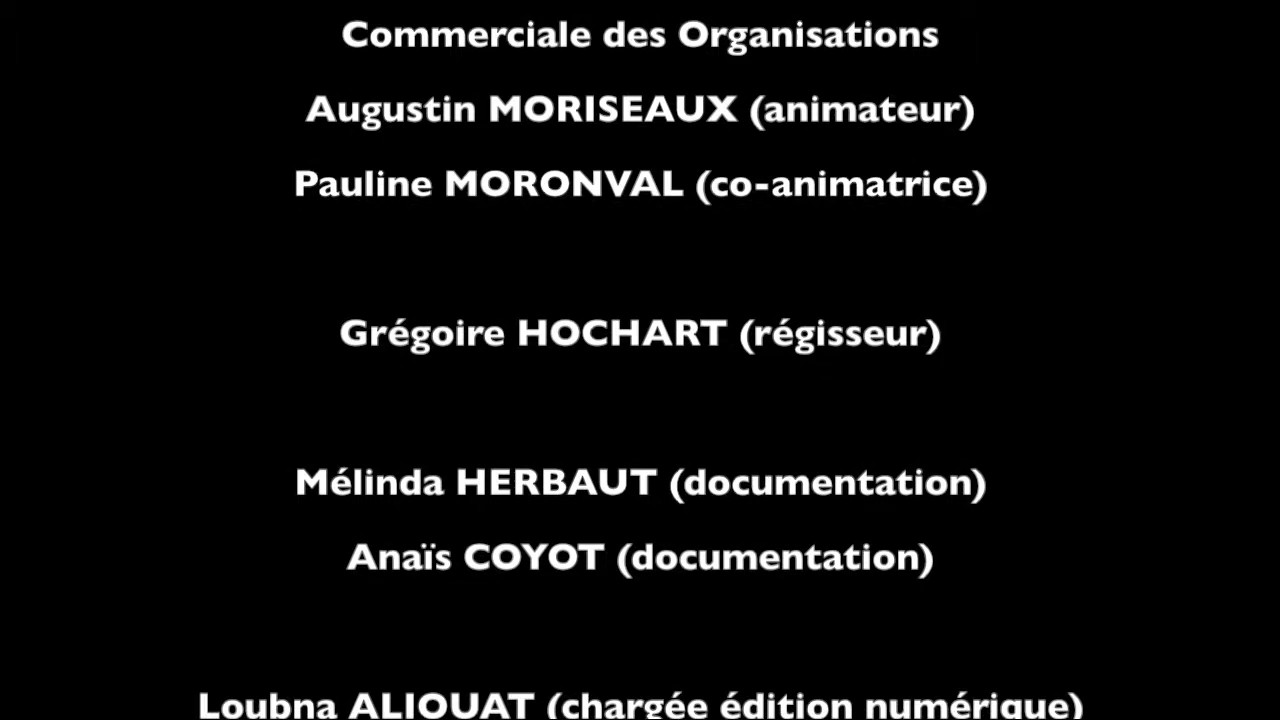 Commerciale des Organisations
Augustin MORISEAUX (animateur)
Pauline MORONVAL (co-animatrice)
Grégoire HOCHART (régisseur)
Mélinda HERBAUT (documentation)
Anaïs COYOT (documentation)
Loubna ALIOUAT (chargée édition numérique)